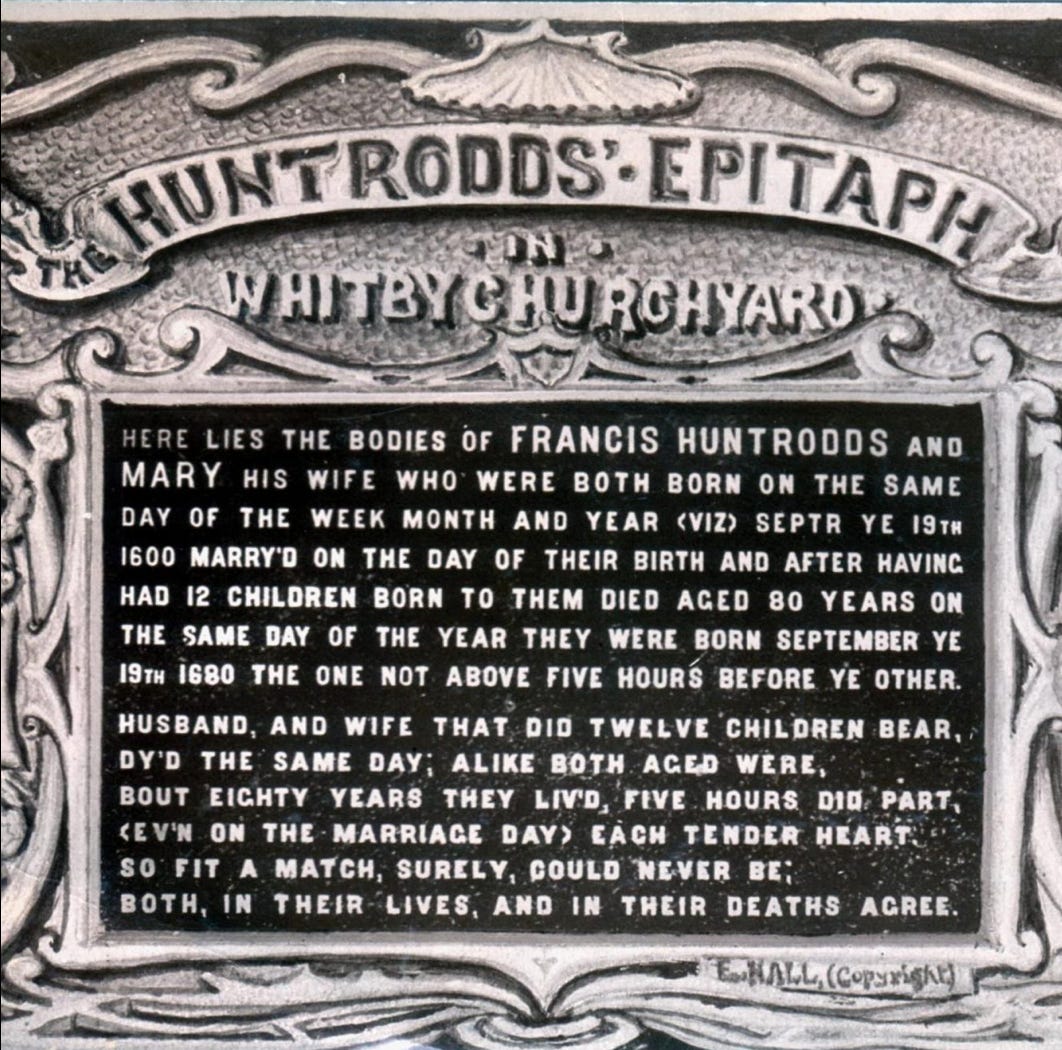 THE HUNTRODDS' · EPITAPH
· IN ·
WHITBY CHURCHYARD
HERE LIES THE BODIES OF FRANCIS HUNTRODDS AND
MARY HIS WIFE WHO WERE BOTH BORN ON THE SAME
DAY OF THE WEEK MONTH AND YEAR (VIZ) SEPTR YE 19TH
1600 MARRY'D ON THE DAY OF THEIR BIRTH AND AFTER HAVING
HAD 12 CHILDREN BORN TO THEM DIED AGED 80 YEARS ON
THE SAME DAY OF THE YEAR THEY WERE BORN SEPTEMBER YE
19TH 1680 THE ONE NOT ABOVE FIVE HOURS BEFORE YE OTHER.
HUSBAND, AND WIFE THAT DID TWELVE CHILDREN BEAR,
DY'D THE SAME DAY; ALIKE BOTH AGED WERE,
BOUT EIGHTY YEARS THEY LIV'D, FIVE HOURS DID PART,
(EV'N ON THE MARRIAGE DAY) EACH TENDER HEART.
SO FIT A MATCH, SURELY, COULD NEVER BE;
BOTH, IN THEIR LIVES, AND IN THEIR DEATHS AGREE.
E. HALL, (Copyright)